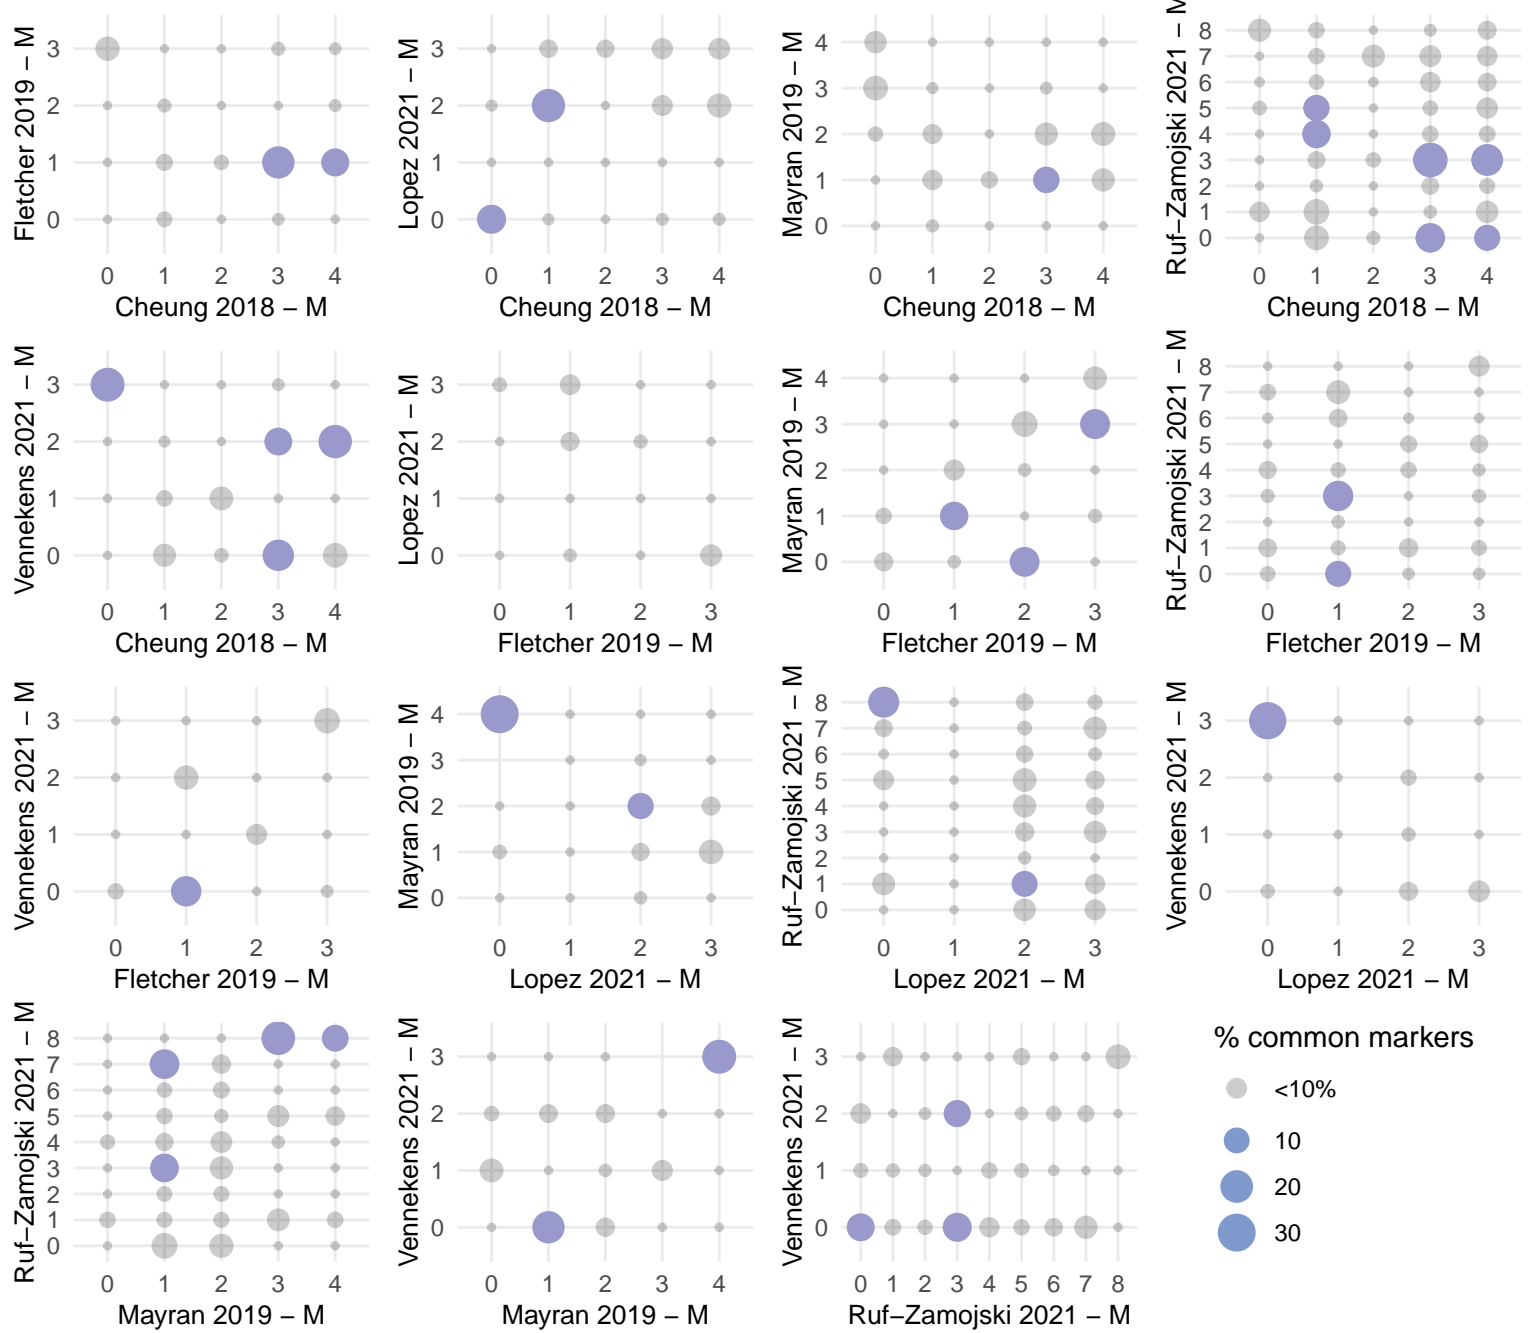 Fletcher 2019 – M
3
2
1
0
0 1 2 3 4
Cheung 2018 – M
Lopez 2021 – M
3
2
1
0
0 1 2 3 4
Cheung 2018 – M
Mayran 2019 – M
4
3
2
1
0
0 1 2 3 4
Cheung 2018 – M
Ruf–Zamojski 2021 – M
8
7
6
5
4
3
2
1
0
0 1 2 3 4
Cheung 2018 – M
Vennekens 2021 – M
3
2
1
0
0 1 2 3 4
Cheung 2018 – M
Lopez 2021 – M
3
2
1
0
0 1 2 3
Fletcher 2019 – M
Mayran 2019 – M
4
3
2
1
0
0 1 2 3
Fletcher 2019 – M
Ruf–Zamojski 2021 – M
8
7
6
5
4
3
2
1
0
0 1 2 3
Fletcher 2019 – M
Vennekens 2021 – M
3
2
1
0
0 1 2 3
Fletcher 2019 – M
Mayran 2019 – M
4
3
2
1
0
0 1 2 3
Lopez 2021 – M
Ruf–Zamojski 2021 – M
8
7
6
5
4
3
2
1
0
0 1 2 3
Lopez 2021 – M
Vennekens 2021 – M
3
2
1
0
0 1 2 3
Lopez 2021 – M
Ruf–Zamojski 2021 – M
8
7
6
5
4
3
2
1
0
0 1 2 3 4
Mayran 2019 – M
Vennekens 2021 – M
3
2
1
0
0 1 2 3 4
Mayran 2019 – M
Vennekens 2021 – M
3
2
1
0
0 1 2 3 4 5 6 7 8
Ruf–Zamojski 2021 – M
% common markers
<10%
10
20
30